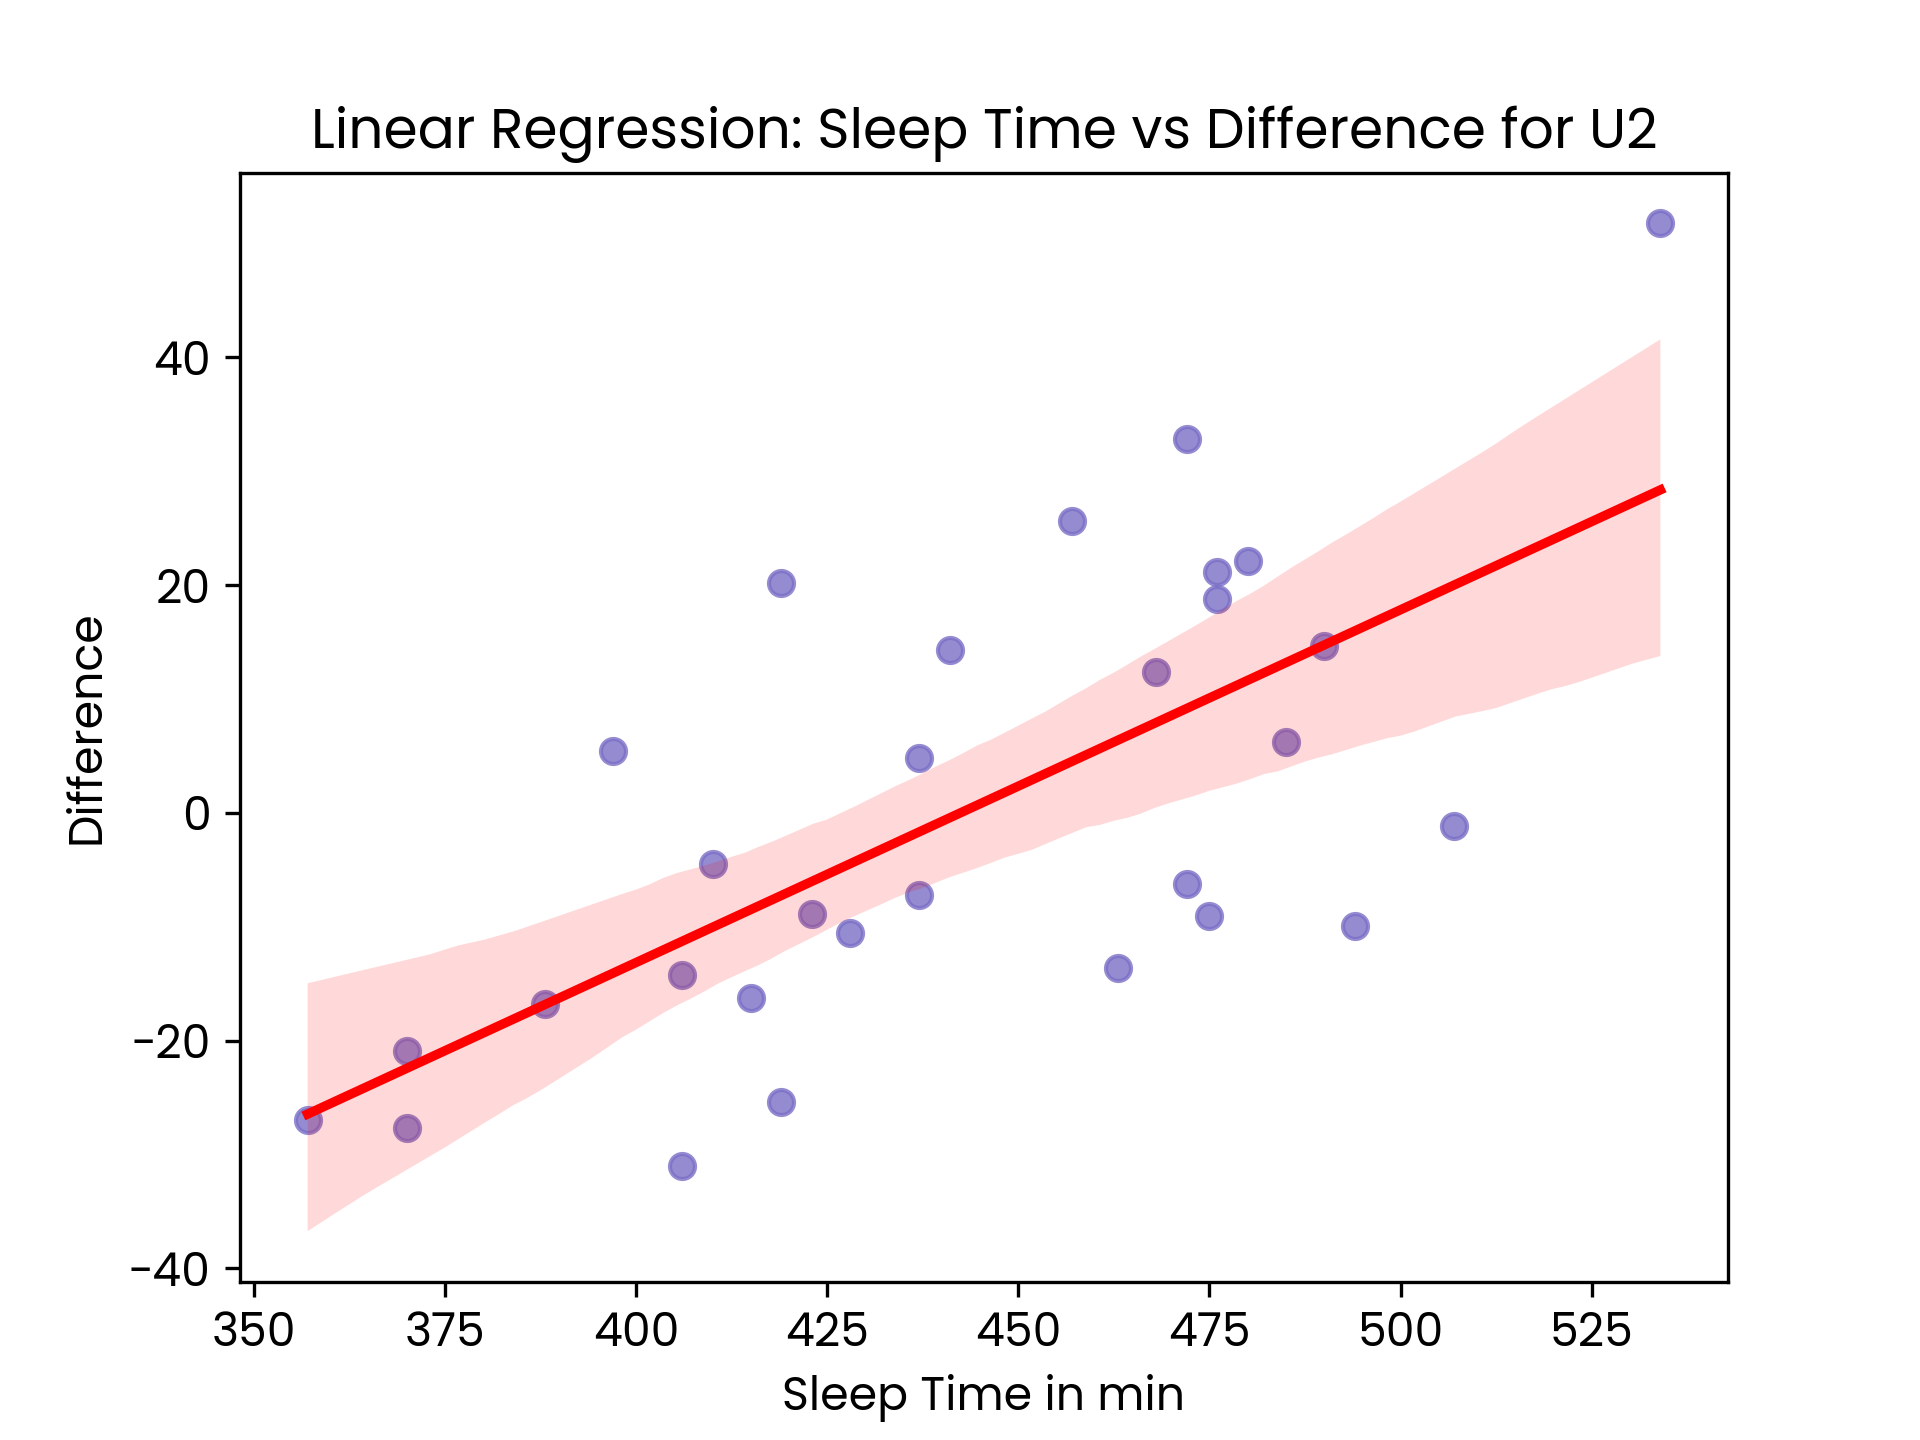 Linear Regression: Sleep Time vs Difference for U2
40
20
0
−20
−40
Difference
350 375 400 425 450 475 500 525
Sleep Time in min